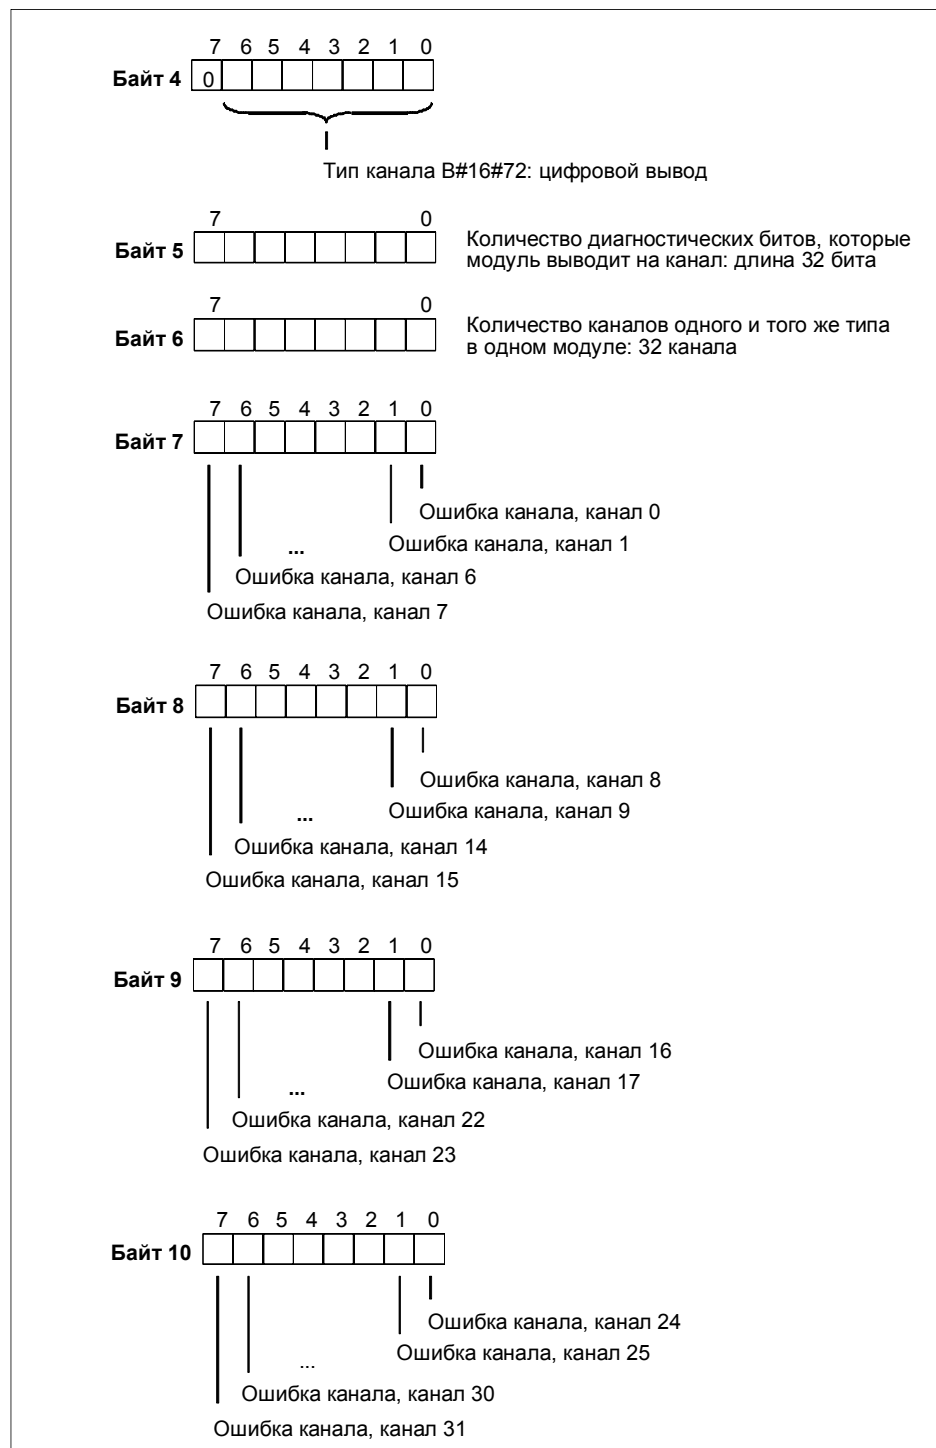 7 6 5 4 3 2 1 0
Байт 4 0
Тип канала B#16#72: цифровой вывод
7 0
Байт 5
Количество диагностических битов, которые
модуль выводит на канал: длина 32 бита
7 0
Байт 6
Количество каналов одного и того же типа
в одном модуле: 32 канала
7 6 5 4 3 2 1 0
Байт 7
Ошибка канала, канал 0
... Ошибка канала, канал 1
Ошибка канала, канал 6
Ошибка канала, канал 7
7 6 5 4 3 2 1 0
Байт 8
Ошибка канала, канал 8
... Ошибка канала, канал 9
Ошибка канала, канал 14
Ошибка канала, канал 15
7 6 5 4 3 2 1 0
Байт 9
Ошибка канала, канал 16
... Ошибка канала, канал 17
Ошибка канала, канал 22
Ошибка канала, канал 23
7 6 5 4 3 2 1 0
Байт 10
Ошибка канала, канал 24
... Ошибка канала, канал 25
Ошибка канала, канал 30
Ошибка канала, канал 31